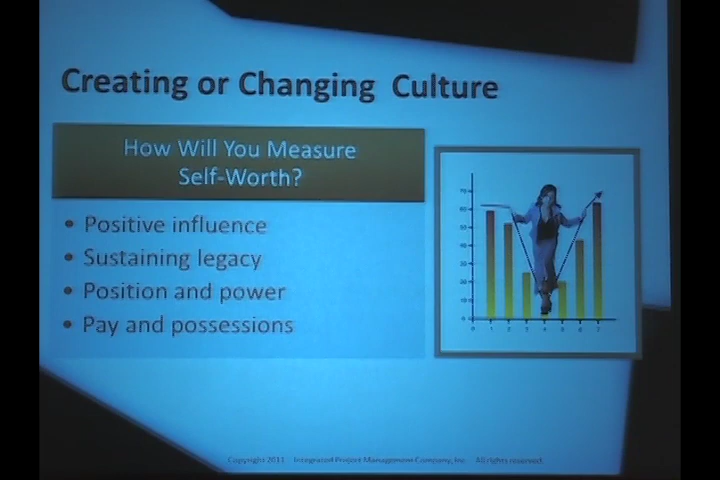 Creating or Changing Culture
How Will You Measure
Self-Worth?
• Positive influence
• Sustaining legacy
• Position and power
• Pay and possessions
Copyright 2011 Integrated Project Management Company, Inc. All rights reserved.